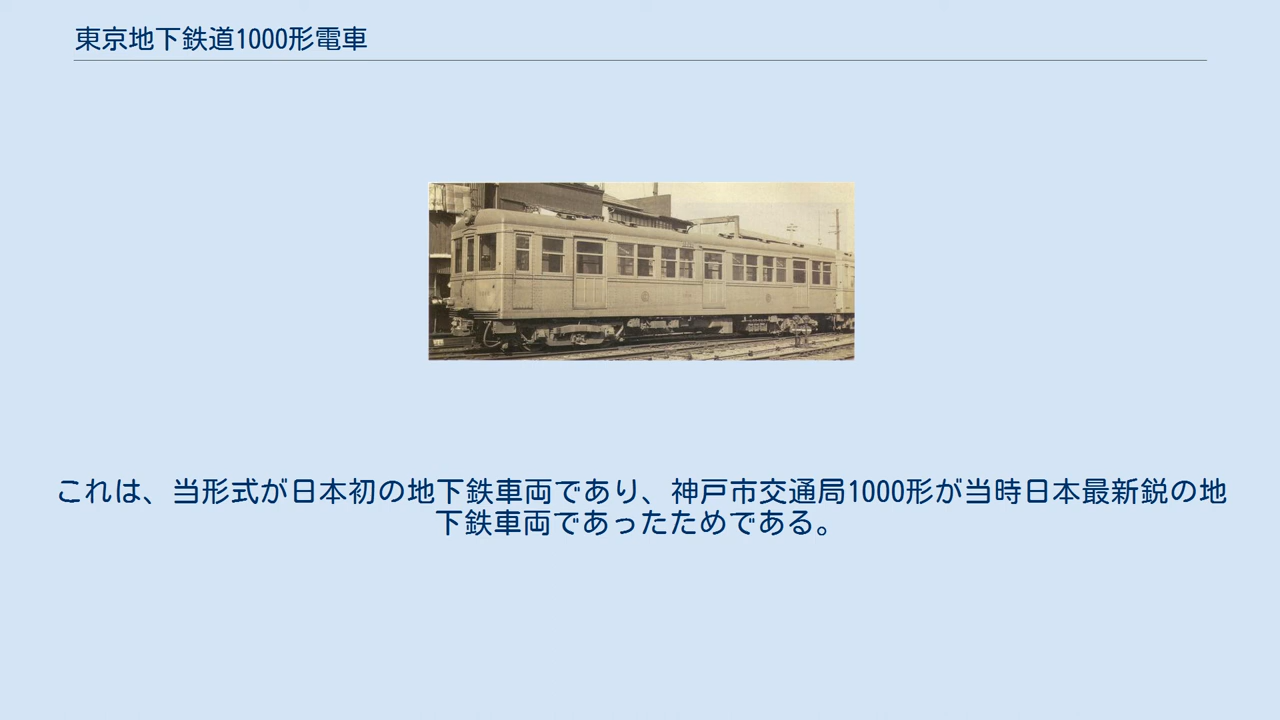 東京地下鉄道1000形電車
これは、当形式が日本初の地下鉄車両であり、神戸市交通局1000形が当時日本最新鋭の地
下鉄車両であったためである。